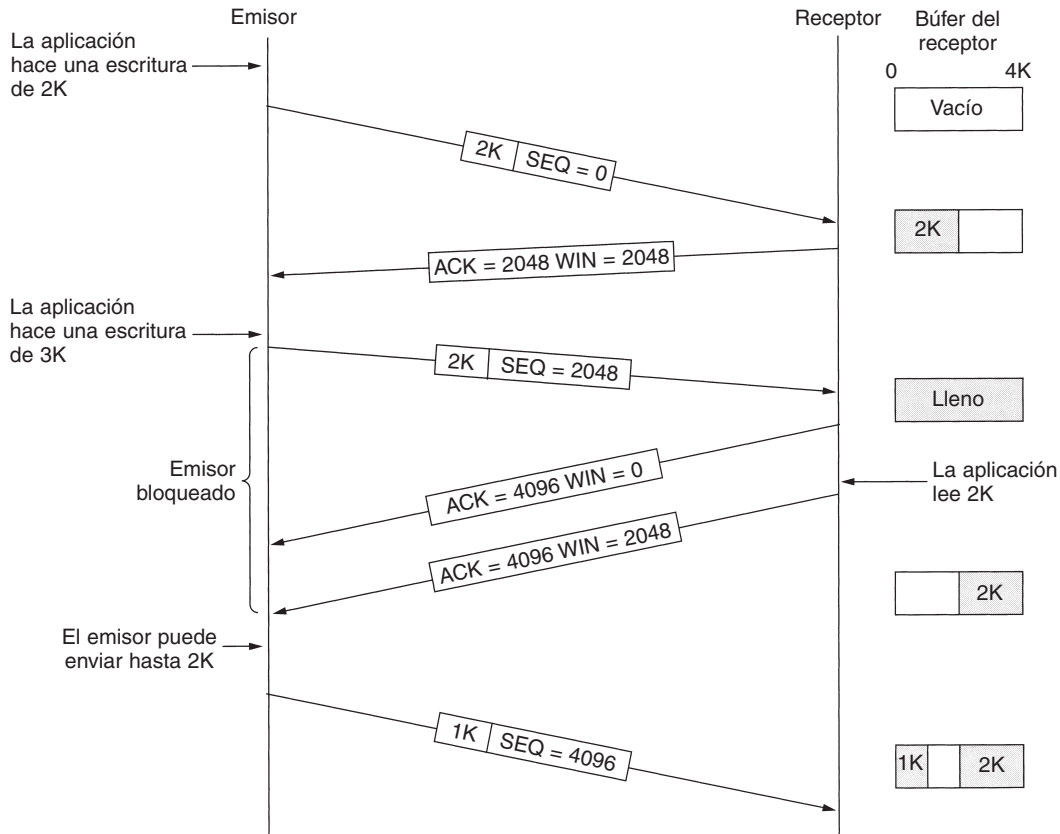 Emisor
Receptor
Búfer del
receptor
La aplicación
hace una escritura
de 2K
0
4K
Vacío
2K
SEQ = 0
2K
ACK = 2048 WIN = 2048
La aplicación
hace una escritura
de 3K
2K
SEQ = 2048
Lleno
Emisor
bloqueado
ACK = 4096 WIN = 0
La aplicación
lee 2K
ACK = 4096 WIN = 2048
2K
El emisor puede
enviar hasta 2K
1K
SEQ = 4096
1K
2K